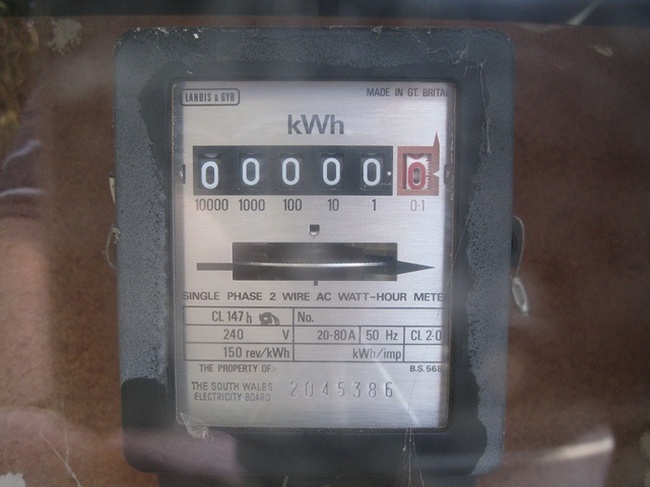 LANDIS & GYR
MADE IN GT. BRITAI
kWh
0 0 0 0 0 0
10000 1000 100 10 1 0·1
SINGLE PHASE 2 WIRE AC WATT-HOUR METE
CL 147 h No.
240 V 20-80A 50 Hz Cl. 2·0
150 rev/kWh kWh/imp
THE PROPERTY OF:- B.S. 568
THE SOUTH WALES
ELECTRICITY BOARD
2045386